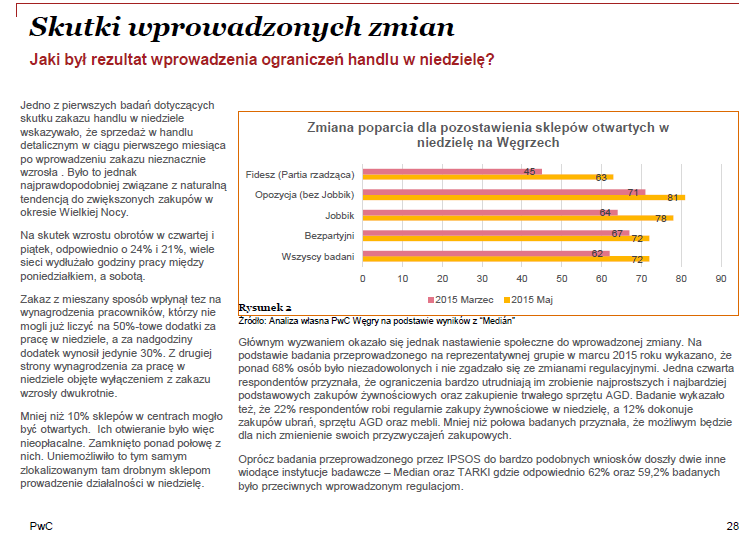 Skutki wprowadzonych zmian
Jaki był rezultat wprowadzenia ograniczeń handlu w niedzielę?
Jedno z pierwszych badań dotyczących
skutku zakazu handlu w niedziele
wskazywało, że sprzedaż w handlu
detalicznym w ciągu pierwszego miesiąca
po wprowadzeniu zakazu nieznacznie
wzrosła . Było to jednak
najprawdopodobniej związane z naturalną
tendencją do zwiększonych zakupów w
okresie Wielkiej Nocy.
Na skutek wzrostu obrotów w czwartej i
piątek, odpowiednio o 24% i 21%, wiele
sieci wydłużało godziny pracy między
poniedziałkiem, a sobotą.
Zakaz z mieszany sposób wpłynął też na
wynagrodzenia pracowników, którzy nie
mogli już liczyć na 50%-towe dodatki za
pracę w niedziele, a za nadgodziny
dodatek wynosił jedynie 30%. Z drugiej
strony wynagrodzenia za pracę w
niedziele objęte wyłączeniem z zakazu
wzrosły dwukrotnie.
Mniej niż 10% sklepów w centrach mogło
być otwartych. Ich otwieranie było więc
nieopłacalne. Zamknięto ponad połowę z
nich. Uniemożliwiło to tym samym
zlokalizowanym tam drobnym sklepom
prowadzenie działalności w niedzielę.
Zmiana poparcia dla pozostawienia sklepów otwartych w
niedzielę na Węgrzech
Fidesz (Partia rządząca)
45
63
Opozycja (bez Jobbik)
71
81
Jobbik
64
78
Bezpartyjni
67
72
Wszyscy badani
62
72
0 10 20 30 40 50 60 70 80 90
2015 Marzec 2015 Maj
Rysunek 2
Źródło: Analiza własna PwC Węgry na podstawie wyników z "Medián"
Głównym wyzwaniem okazało się jednak nastawienie społeczne do wprowadzonej zmiany. Na
podstawie badania przeprowadzonego na reprezentatywnej grupie w marcu 2015 roku wykazano, że
ponad 68% osób było niezadowolonych i nie zgadzało się ze zmianami regulacyjnymi. Jedna czwarta
respondentów przyznała, że ograniczenia bardzo utrudniają im zrobienie najprostszych i najbardziej
podstawowych zakupów żywnościowych oraz zakupienie trwałego sprzętu AGD. Badanie wykazało
też, że 22% respondentów robi regularnie zakupy żywnościowe w niedzielę, a 12% dokonuje
zakupów ubrań, sprzętu AGD oraz mebli. Mniej niż połowa badanych przyznała, że możliwym będzie
dla nich zmienienie swoich przyzwyczajeń zakupowych.
Oprócz badania przeprowadzonego przez IPSOS do bardzo podobnych wniosków doszły dwie inne
wiodące instytucje badawcze – Median oraz TARKI gdzie odpowiednio 62% oraz 59,2% badanych
było przeciwnych wprowadzonym regulacjom.
PwC
28